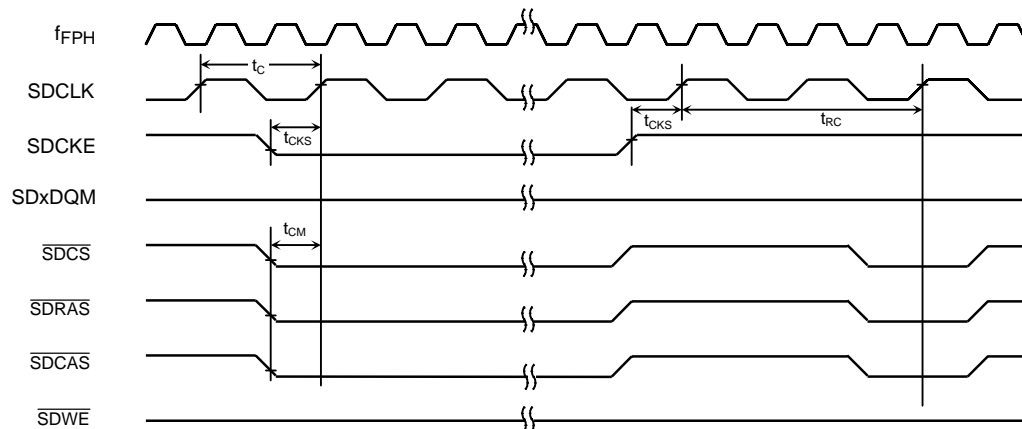 fFPH
tC
SDCLK
tCKS
tCKS
tRC
SDCKE
SDxDQM
tCM
SDCS
SDRAS
SDCAS
SDWE